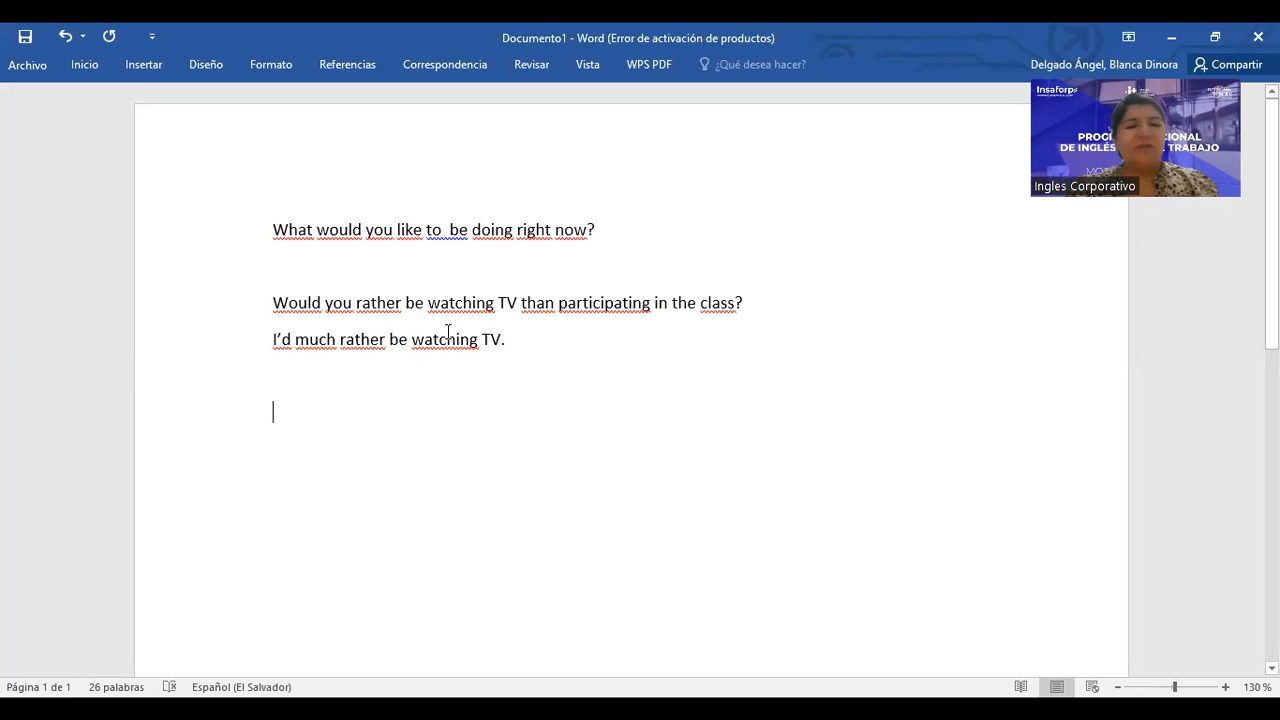 Documento1 - Word (Error de activación de productos)
Archivo Inicio Insertar Diseño Formato Referencias Correspondencia Revisar Vista WPS PDF ¿Qué desea hacer? Delgado Ángel, Blanca Dinora Compartir
Insaforp
DE INGLÉS TRABAJO
Ingles Corporativo
What would you like to be doing right now?
Would you rather be watching TV than participating in the class?
I’d much rather be watching TV.
Página 1 de 1 26 palabras Español (El Salvador) 130 %